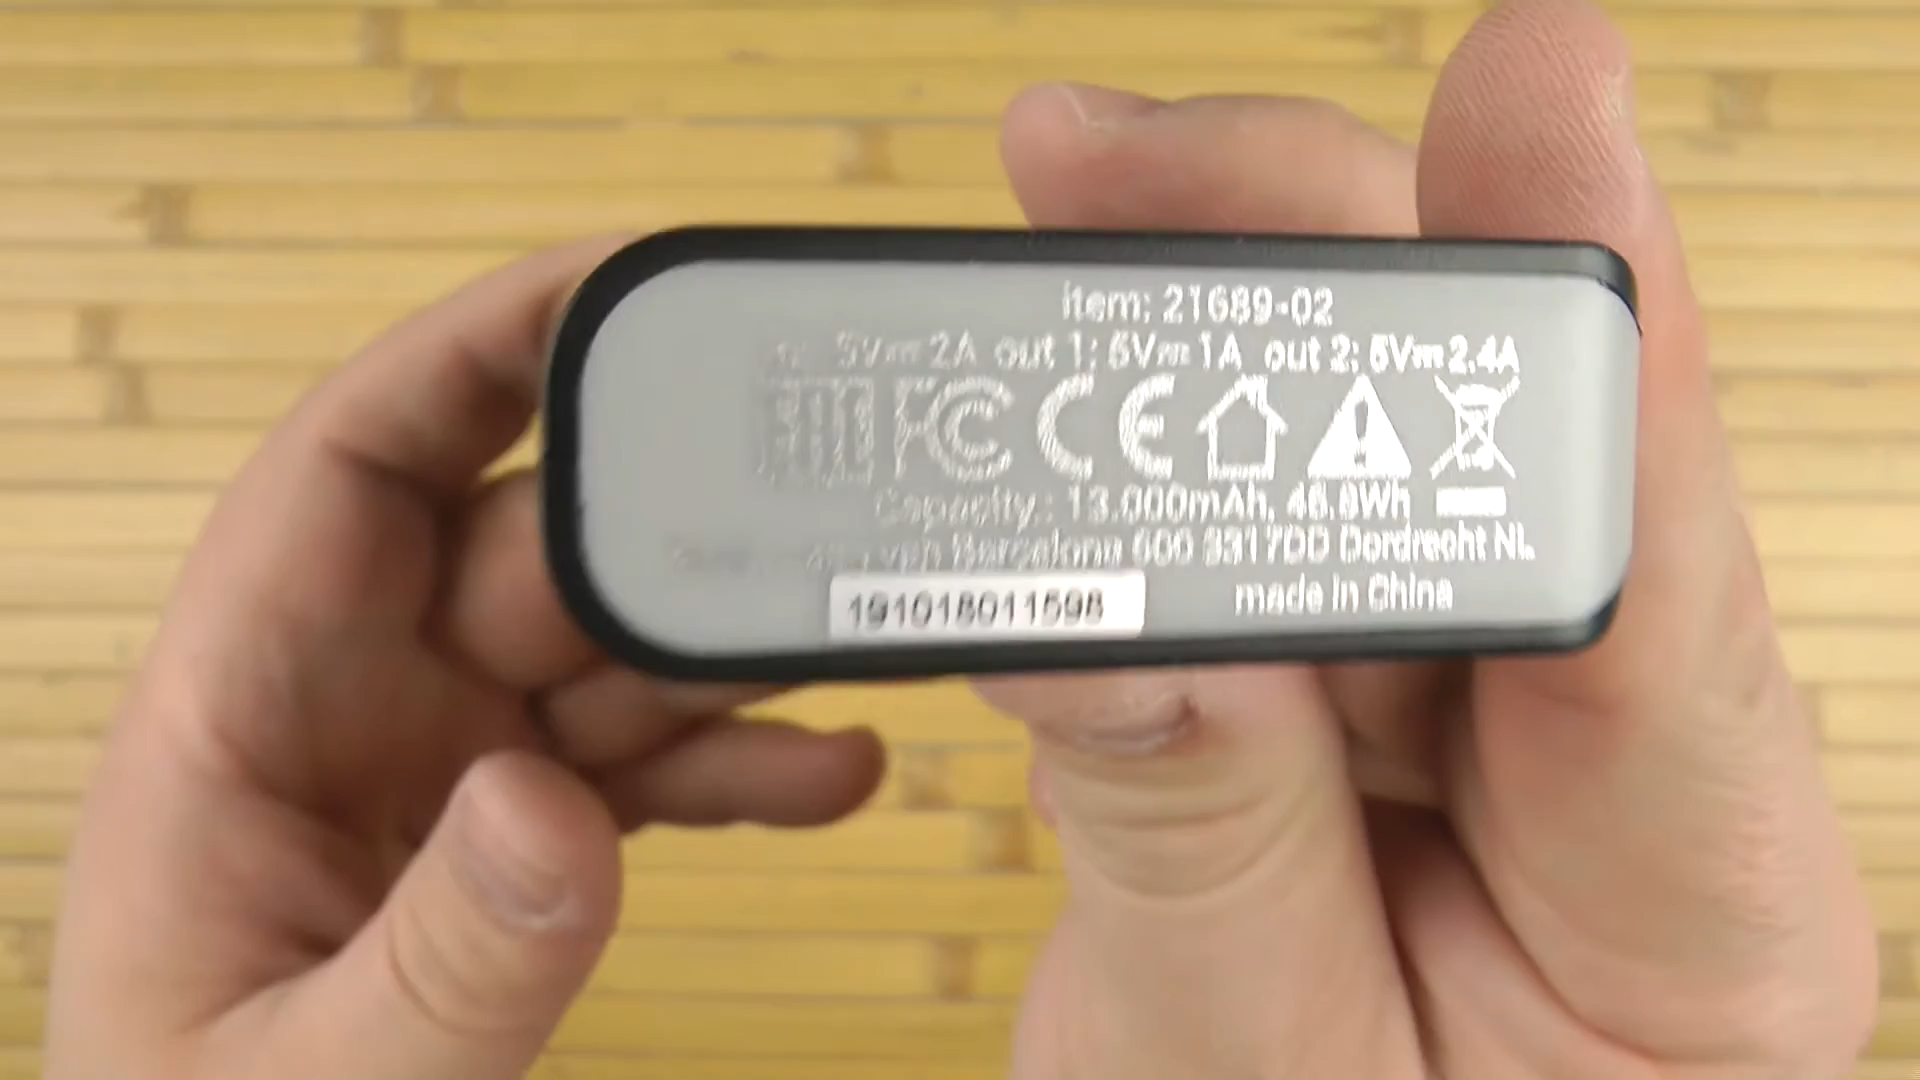 item: 21689-02
5V⎓2A out 1: 5V⎓1A out 2: 5V⎓2.4A
EAC FC CE
Capacity: 13.000mAh, 46.8Wh
Barcelona 600 3317DD Dordrecht NL
191018011598
made in China